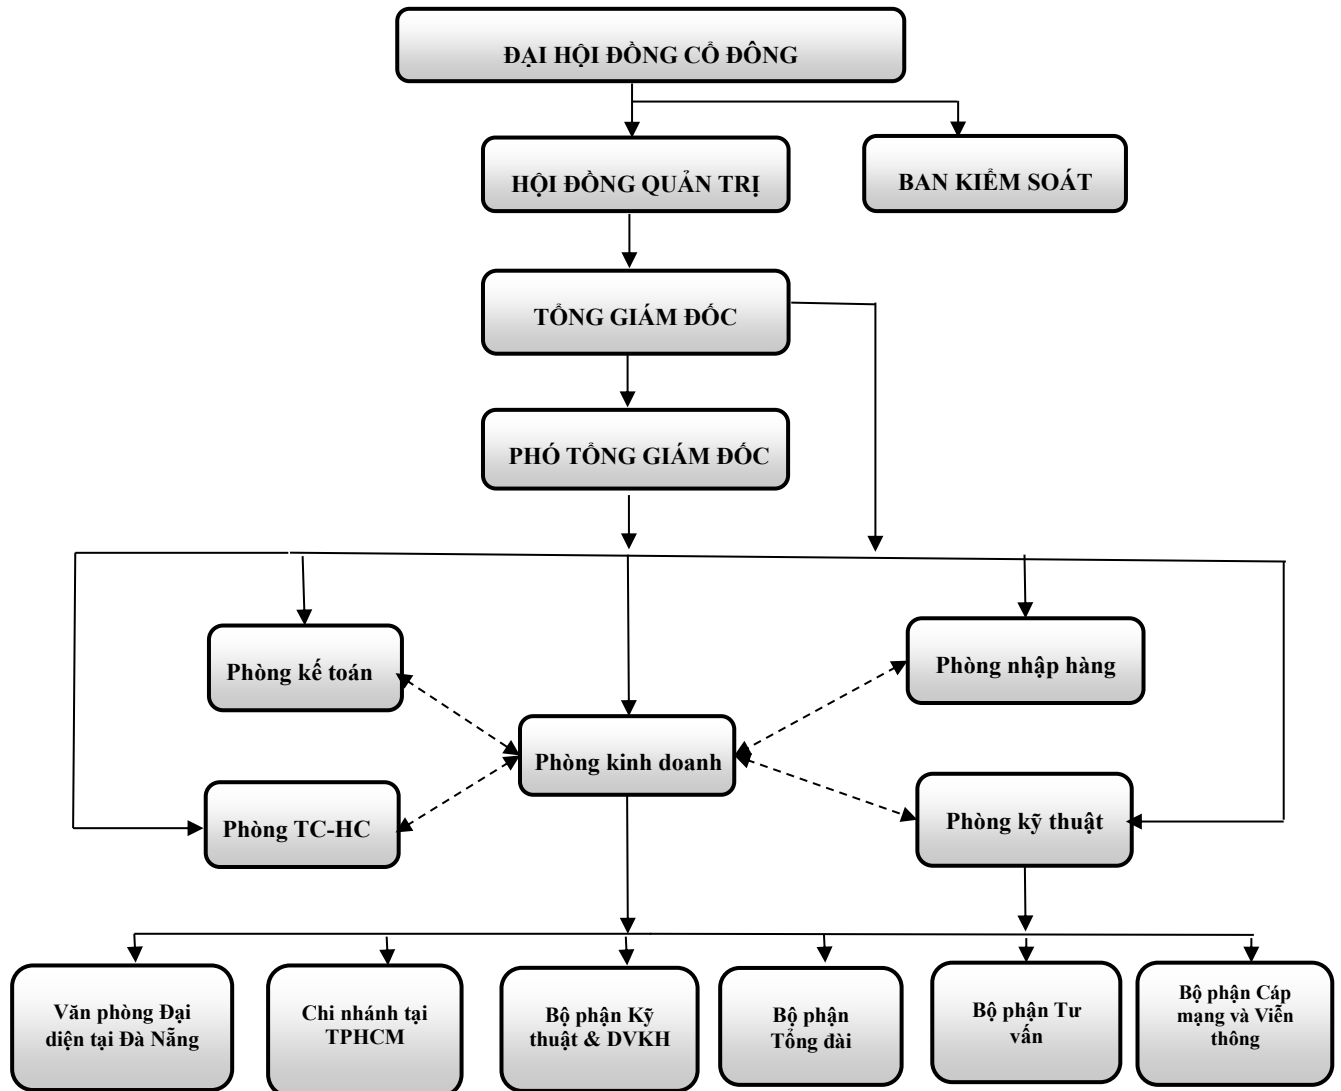 ĐẠI HỘI ĐỒNG CỔ ĐÔNG
HỘI ĐỒNG QUẢN TRỊ
BAN KIỂM SOÁT
TỔNG GIÁM ĐỐC
PHÓ TỔNG GIÁM ĐỐC
Phòng kế toán
Phòng nhập hàng
Phòng kinh doanh
Phòng TC-HC
Phòng kỹ thuật
Văn phòng Đại
diện tại Đà Nẵng
Chi nhánh tại
TPHCM
Bộ phận Kỹ
thuật & DVKH
Bộ phận
Tổng đài
Bộ phận Tư
vấn
Bộ phận Cáp
mạng và Viễn
thông